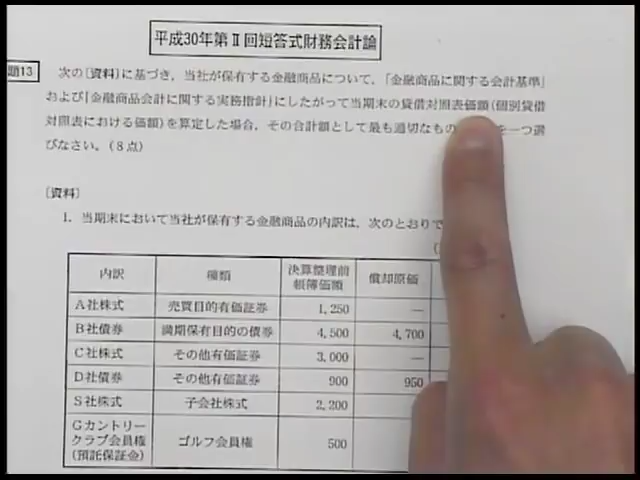 平成30年第Ⅱ回短答式財務会計論
題13
次の〔資料〕に基づき，当社が保有する金融商品について，「金融商品に関する会計基準」
および「金融商品会計に関する実務指針」にしたがって当期末の貸借対照表価額（個別貸借
対照表における価額）を算定した場合，その合計額として最も適切なもの を一つ選
びなさい。（8点）
〔資料〕
1．当期末において当社が保有する金融商品の内訳は，次のとおりで
内訳 種類 決算整理前帳簿価額 償却原価
A社株式 売買目的有価証券 1,250 ―
B社債券 満期保有目的の債券 4,500 4,700
C社株式 その他有価証券 3,000 ―
D社債券 その他有価証券 900 950
S社株式 子会社株式 2,200
Gカントリー
クラブ会員権 ゴルフ会員権 500
（預託保証金）